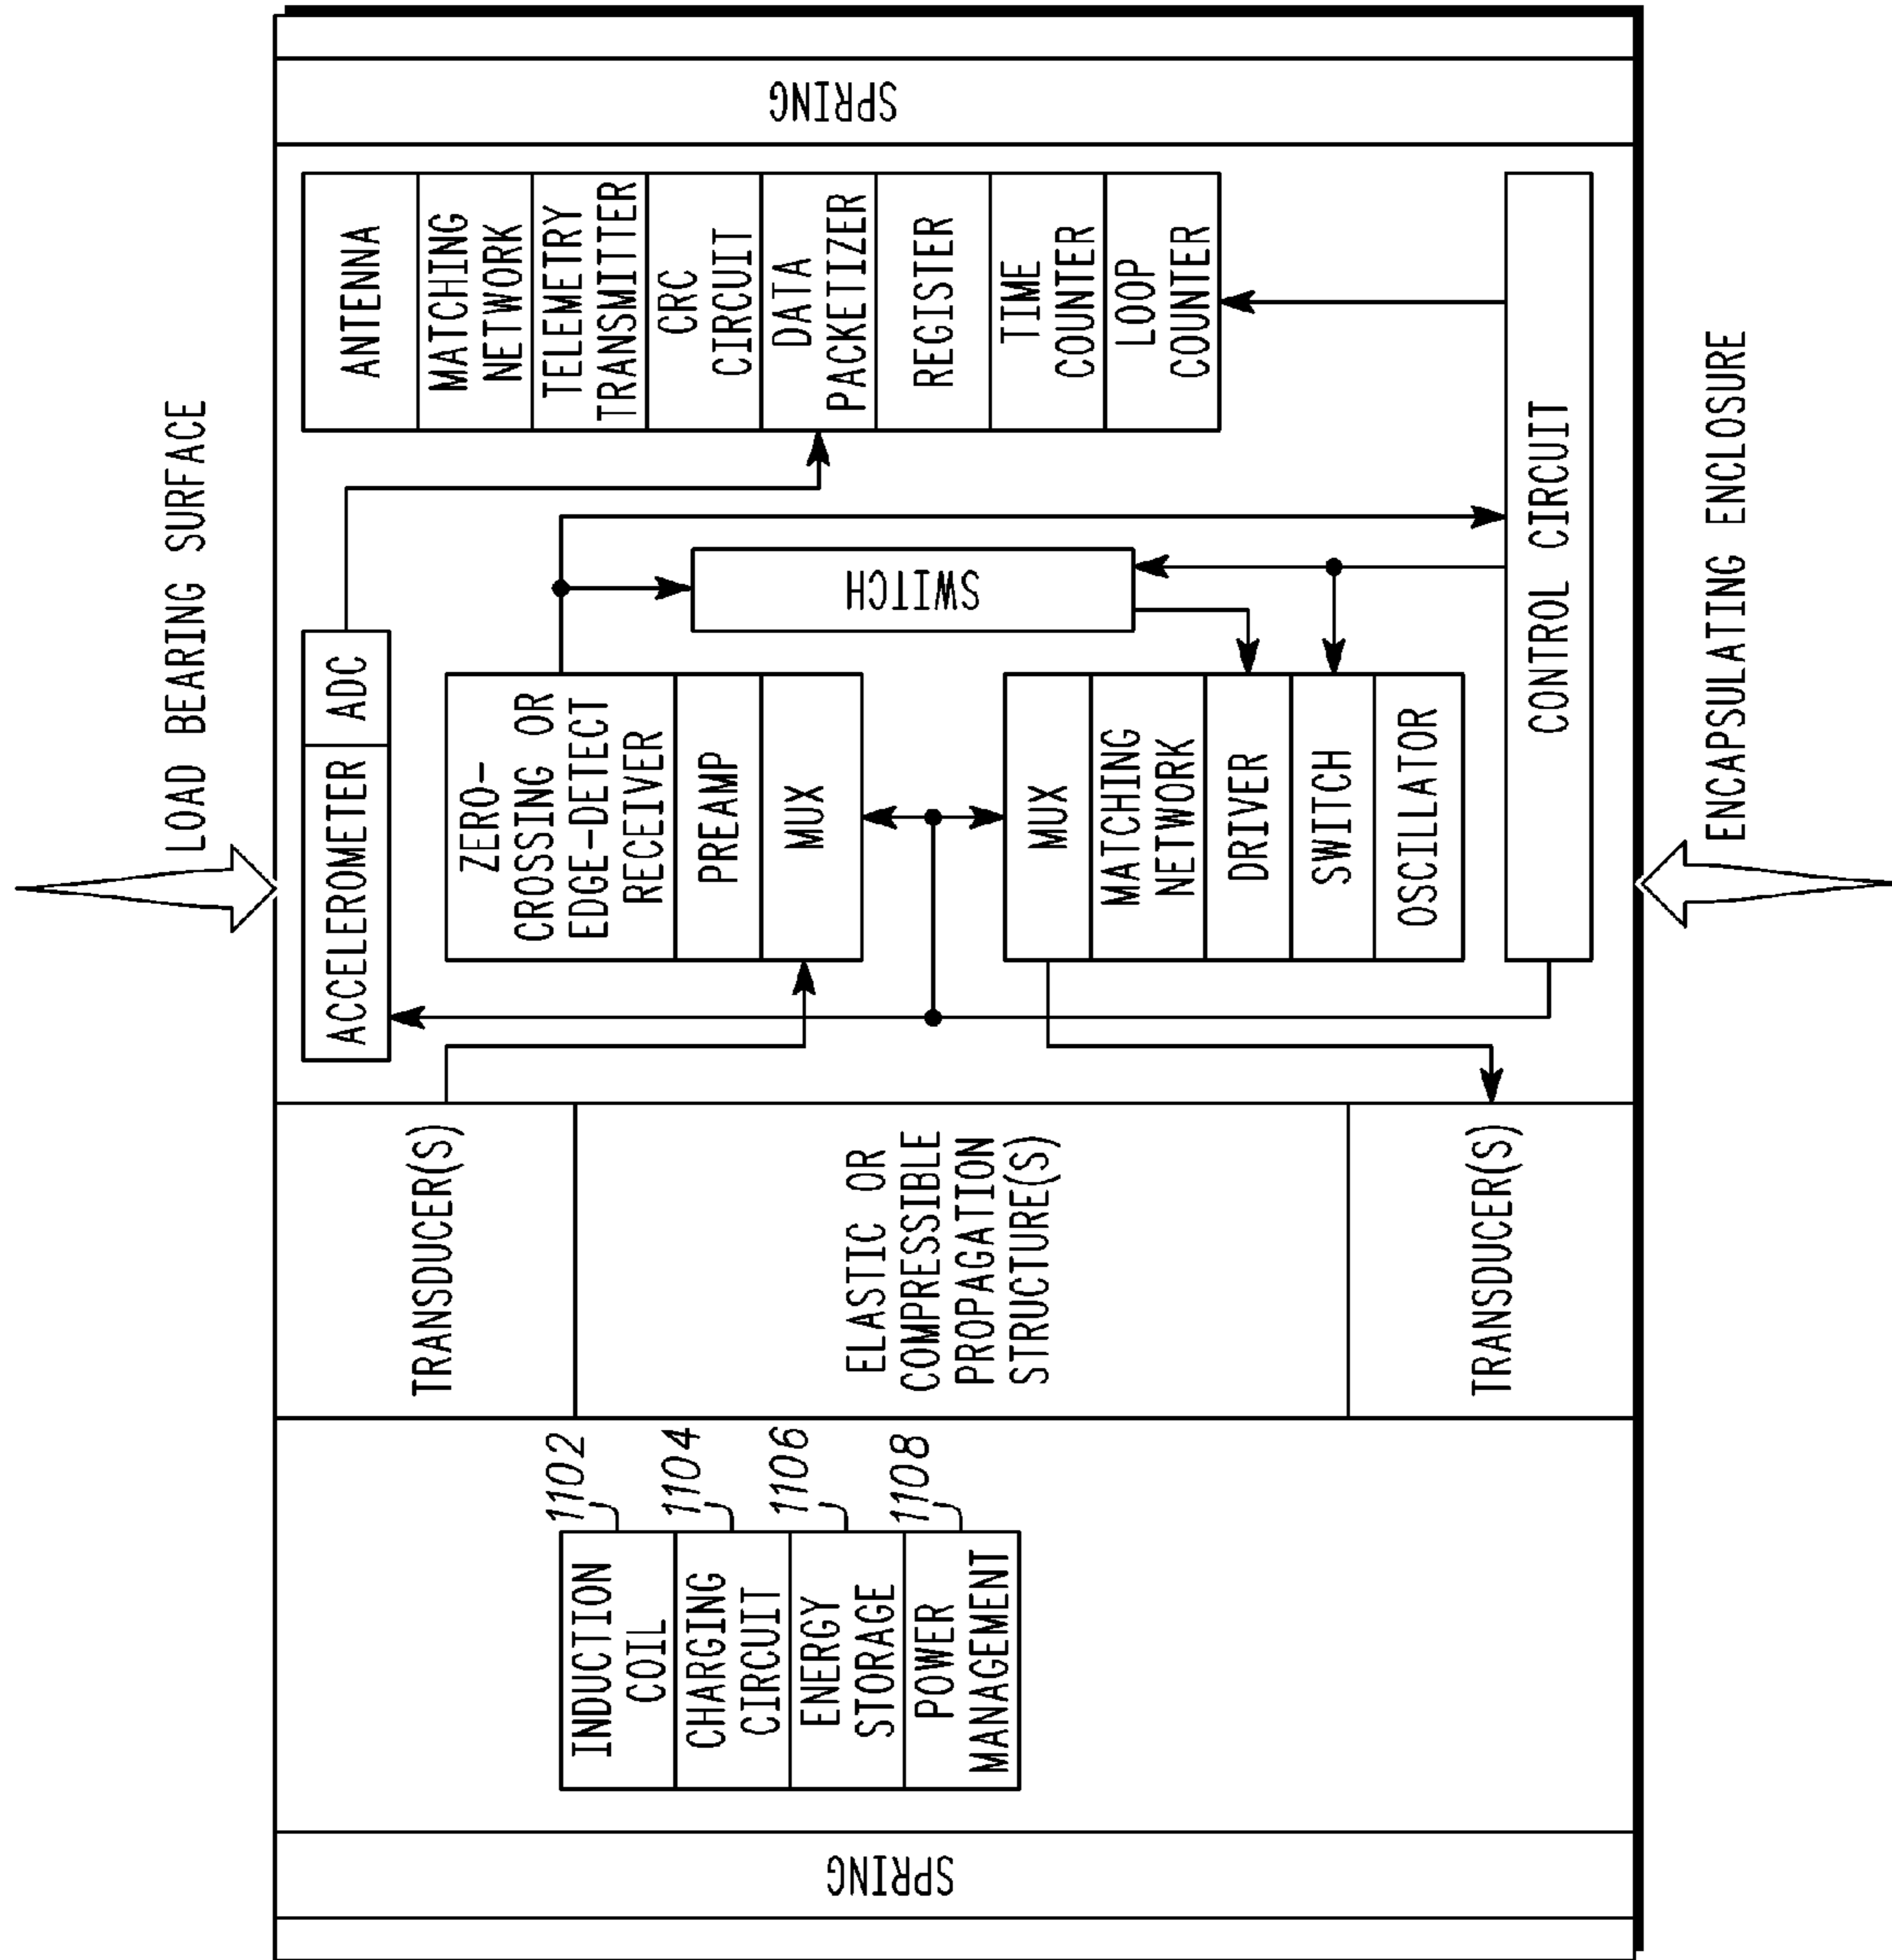 LOAD BEARING SURFACE
SPRING
INDUCTION
COIL
1102
CHARGING
CIRCUIT
1104
ENERGY
STORAGE
1106
POWER
MANAGEMENT
1108
TRANSDUCER(S)
ELASTIC OR
COMPRESSIBLE
PROPAGATION
STRUCTURE(S)
TRANSDUCER(S)
ACCELEROMETER
ADC
ZERO-
CROSSING OR
EDGE-DETECT
RECEIVER
PREAMP
MUX
MUX
MATCHING
NETWORK
DRIVER
SWITCH
OSCILLATOR
SWITCH
CONTROL CIRCUIT
ANTENNA
MATCHING
NETWORK
TELEMETRY
TRANSMITTER
CRC
CIRCUIT
DATA
PACKETIZER
REGISTER
TIME
COUNTER
LOOP
COUNTER
SPRING
ENCAPSULATING ENCLOSURE